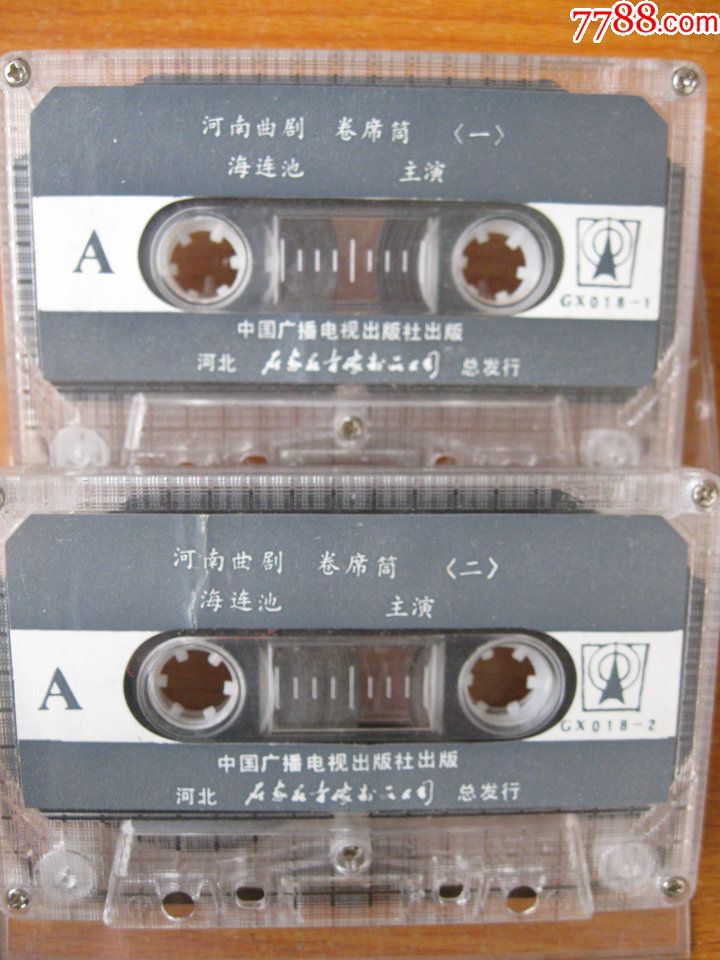 7788.com
河南曲剧 卷席筒 〈一〉
海连池 主演
A
GX018-1
中国广播电视出版社出版
河北 总发行
河南曲剧 卷席筒 〈二〉
海连池 主演
A
GX018-2
中国广播电视出版社出版
河北 总发行